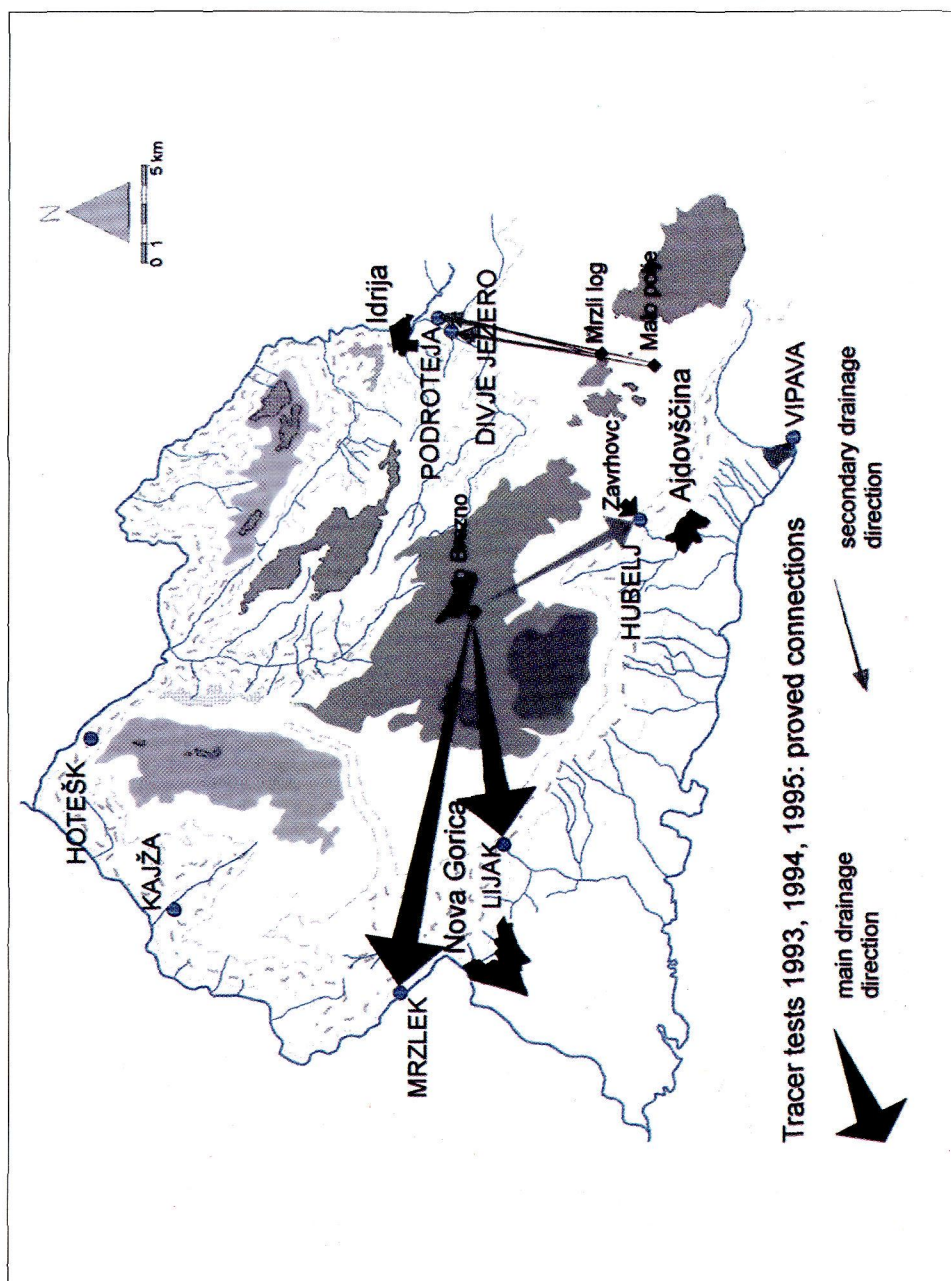 N
0 1 5 km
HOTEŠK
KAJŽA
Idrija
PODROTEJA
DIVJE JEZERO
MRZLEK
Nova Gorica
LIJAK
Mrzli log
Malo polje
Zavrhovc
HUBELJ
Ajdovščina
VIPAVA
Tracer tests 1993, 1994, 1995: proved connections
main drainage
direction
secondary drainage
direction